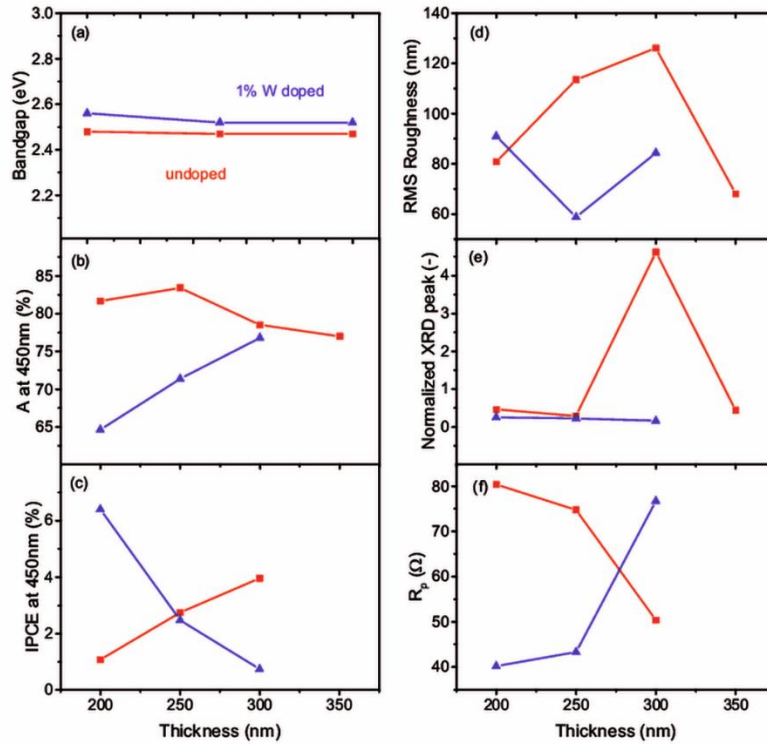 (a)
Bandgap (eV)
3.0
2.8
2.6
2.4
2.2
1% W doped
undoped
(b)
A at 450nm (%)
85
80
75
70
65
(c)
IPCE at 450nm (%)
6
4
2
0
200 250 300 350
Thickness (nm)
(d)
RMS Roughness (nm)
140
120
100
80
60
(e)
Normalized XRD peak (-)
4
3
2
1
0
(f)
Rp (Ω)
80
70
60
50
40
200 250 300 350
Thickness (nm)